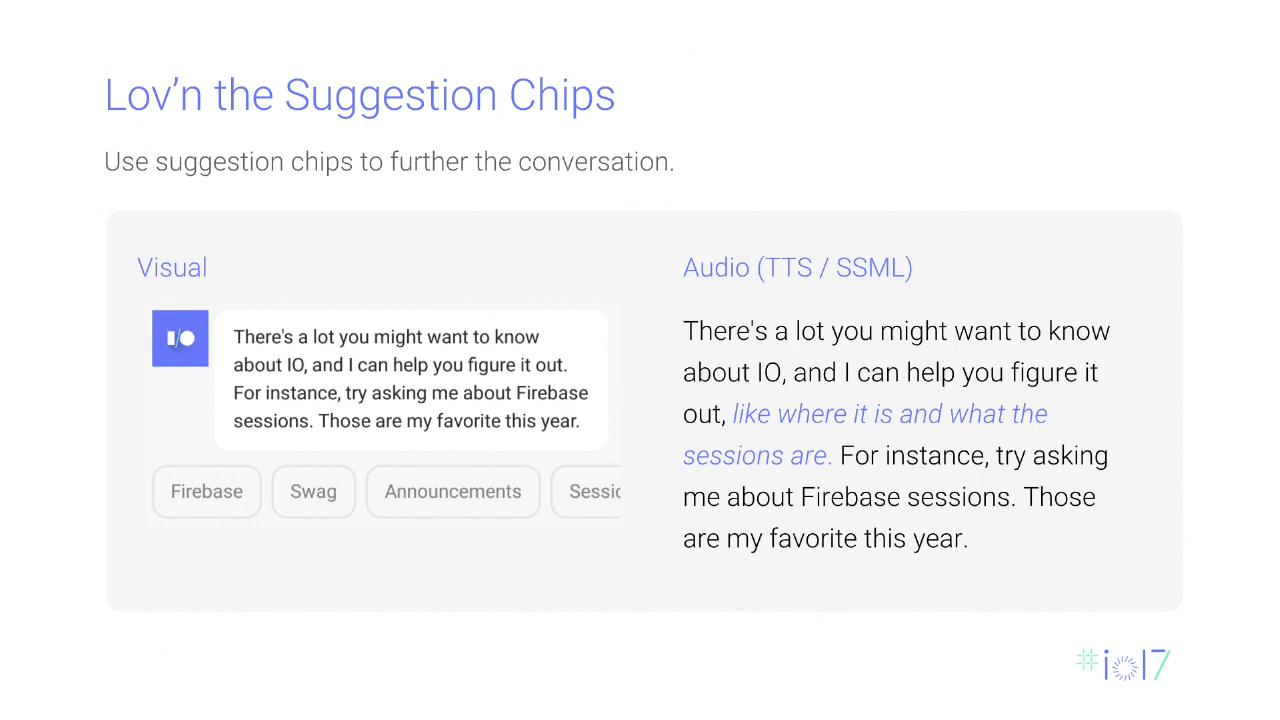 Lov’n the Suggestion Chips
Use suggestion chips to further the conversation.
Visual
I/O
There's a lot you might want to know
about IO, and I can help you figure it out.
For instance, try asking me about Firebase
sessions. Those are my favorite this year.
Firebase
Swag
Announcements
Sessic
Audio (TTS / SSML)
There's a lot you might want to know
about IO, and I can help you figure it
out, like where it is and what the
sessions are. For instance, try asking
me about Firebase sessions. Those
are my favorite this year.
#io17